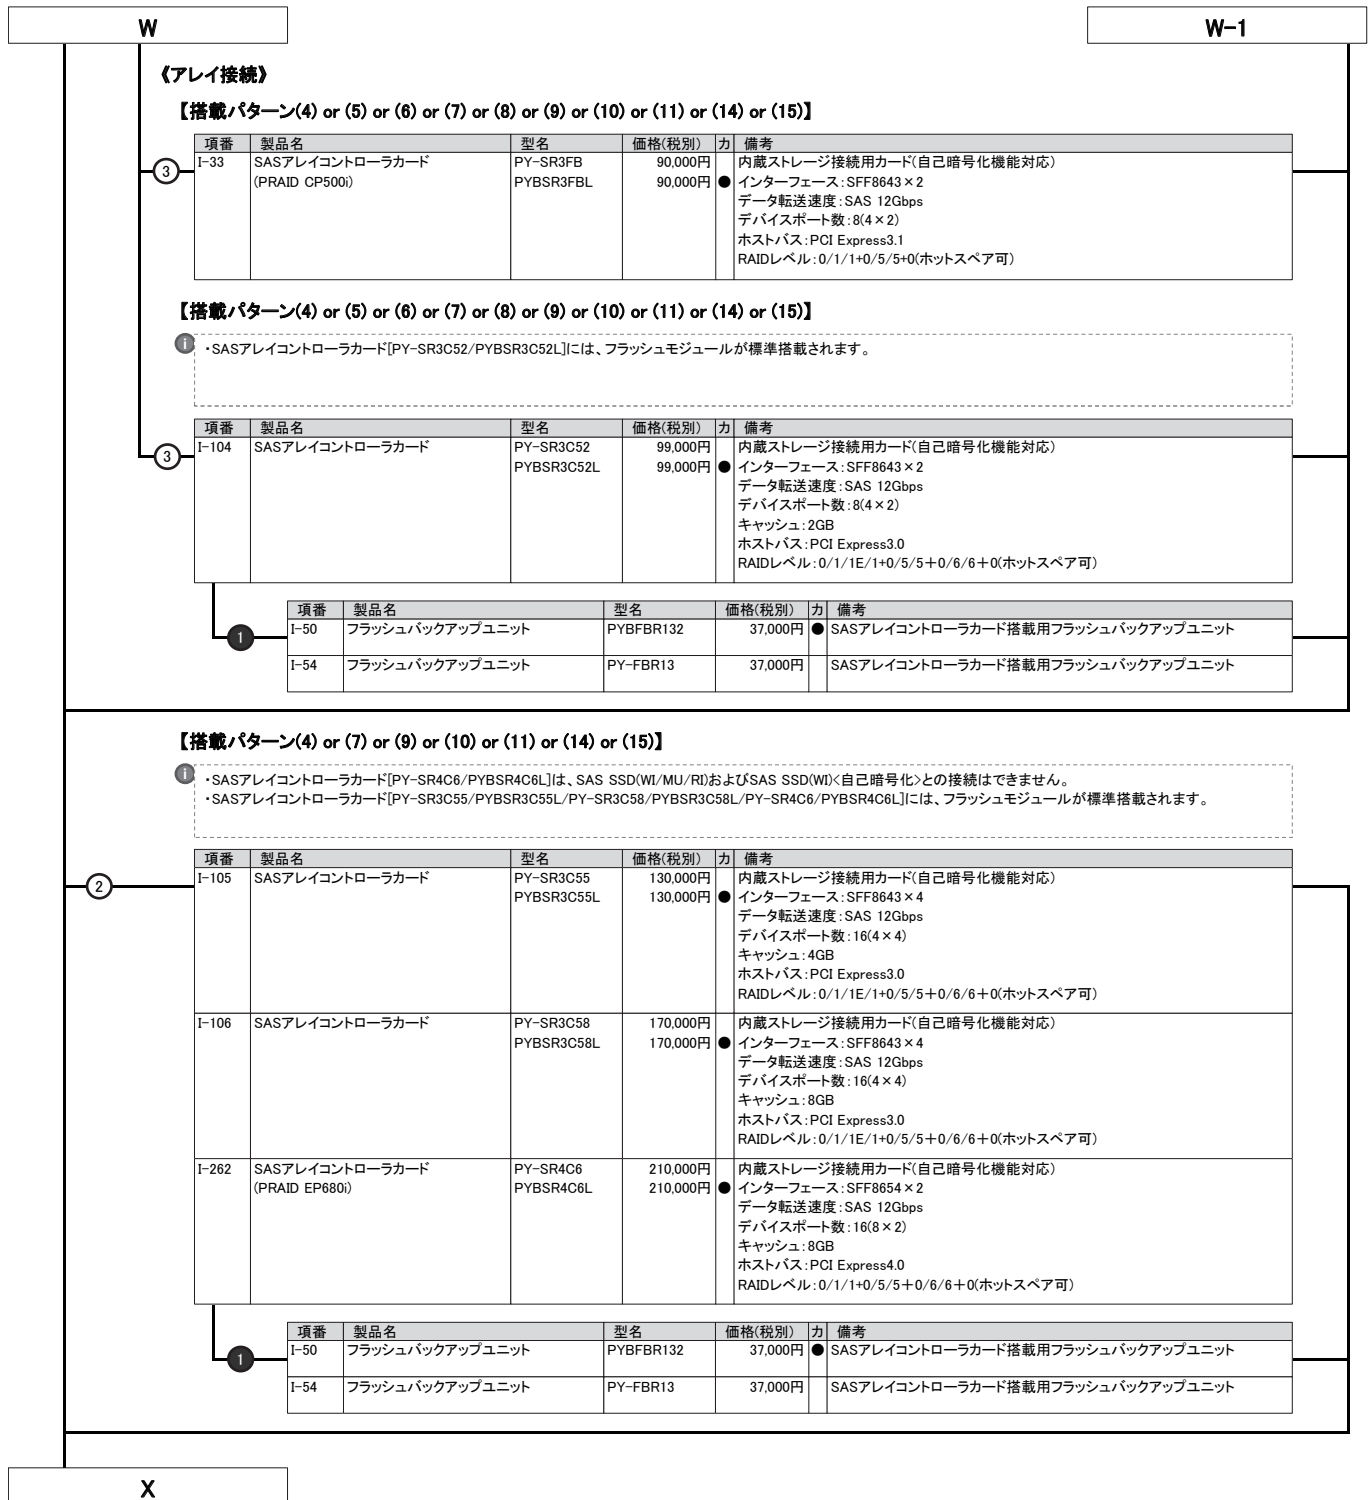 W
W-1
《アレイ接続》
【搭載パターン(4) or (5) or (6) or (7) or (8) or (9) or (10) or (11) or (14) or (15)】
項番 製品名 型名 価格(税別) カ 備考
3
I-33 SASアレイコントローラカード PY-SR3FB 90,000円 内蔵ストレージ接続用カード(自己暗号化機能対応)
(PRAID CP500i) PYBSR3FBL 90,000円 ● インターフェース:SFF8643×2
データ転送速度:SAS 12Gbps
デバイスポート数:8(4×2)
ホストバス:PCI Express3.1
RAIDレベル:0/1/1+0/5/5+0(ホットスペア可)
【搭載パターン(4) or (5) or (6) or (7) or (8) or (9) or (10) or (11) or (14) or (15)】
i
・SASアレイコントローラカード[PY-SR3C52/PYBSR3C52L]には、フラッシュモジュールが標準搭載されます。
項番 製品名 型名 価格(税別) カ 備考
3
I-104 SASアレイコントローラカード PY-SR3C52 99,000円 内蔵ストレージ接続用カード(自己暗号化機能対応)
PYBSR3C52L 99,000円 ● インターフェース:SFF8643×2
データ転送速度:SAS 12Gbps
デバイスポート数:8(4×2)
キャッシュ:2GB
ホストバス:PCI Express3.0
RAIDレベル:0/1/1E/1+0/5/5+0/6/6+0(ホットスペア可)
項番 製品名 型名 価格(税別) カ 備考
1
I-50 フラッシュバックアップユニット PYBFBR132 37,000円 ● SASアレイコントローラカード搭載用フラッシュバックアップユニット
I-54 フラッシュバックアップユニット PY-FBR13 37,000円 SASアレイコントローラカード搭載用フラッシュバックアップユニット
【搭載パターン(4) or (7) or (9) or (10) or (11) or (14) or (15)】
i
・SASアレイコントローラカード[PY-SR4C6/PYBSR4C6L]は、SAS SSD(WI/MU/RI)およびSAS SSD(WI)<自己暗号化>との接続はできません。
・SASアレイコントローラカード[PY-SR3C55/PYBSR3C55L/PY-SR3C58/PYBSR3C58L/PY-SR4C6/PYBSR4C6L]には、フラッシュモジュールが標準搭載されます。
項番 製品名 型名 価格(税別) カ 備考
2
I-105 SASアレイコントローラカード PY-SR3C55 130,000円 内蔵ストレージ接続用カード(自己暗号化機能対応)
PYBSR3C55L 130,000円 ● インターフェース:SFF8643×4
データ転送速度:SAS 12Gbps
デバイスポート数:16(4×4)
キャッシュ:4GB
ホストバス:PCI Express3.0
RAIDレベル:0/1/1E/1+0/5/5+0/6/6+0(ホットスペア可)
I-106 SASアレイコントローラカード PY-SR3C58 170,000円 内蔵ストレージ接続用カード(自己暗号化機能対応)
PYBSR3C58L 170,000円 ● インターフェース:SFF8643×4
データ転送速度:SAS 12Gbps
デバイスポート数:16(4×4)
キャッシュ:8GB
ホストバス:PCI Express3.0
RAIDレベル:0/1/1E/1+0/5/5+0/6/6+0(ホットスペア可)
I-262 SASアレイコントローラカード PY-SR4C6 210,000円 内蔵ストレージ接続用カード(自己暗号化機能対応)
(PRAID EP680i) PYBSR4C6L 210,000円 ● インターフェース:SFF8654×2
データ転送速度:SAS 12Gbps
デバイスポート数:16(8×2)
キャッシュ:8GB
ホストバス:PCI Express4.0
RAIDレベル:0/1/1+0/5/5+0/6/6+0(ホットスペア可)
項番 製品名 型名 価格(税別) カ 備考
1
I-50 フラッシュバックアップユニット PYBFBR132 37,000円 ● SASアレイコントローラカード搭載用フラッシュバックアップユニット
I-54 フラッシュバックアップユニット PY-FBR13 37,000円 SASアレイコントローラカード搭載用フラッシュバックアップユニット
X